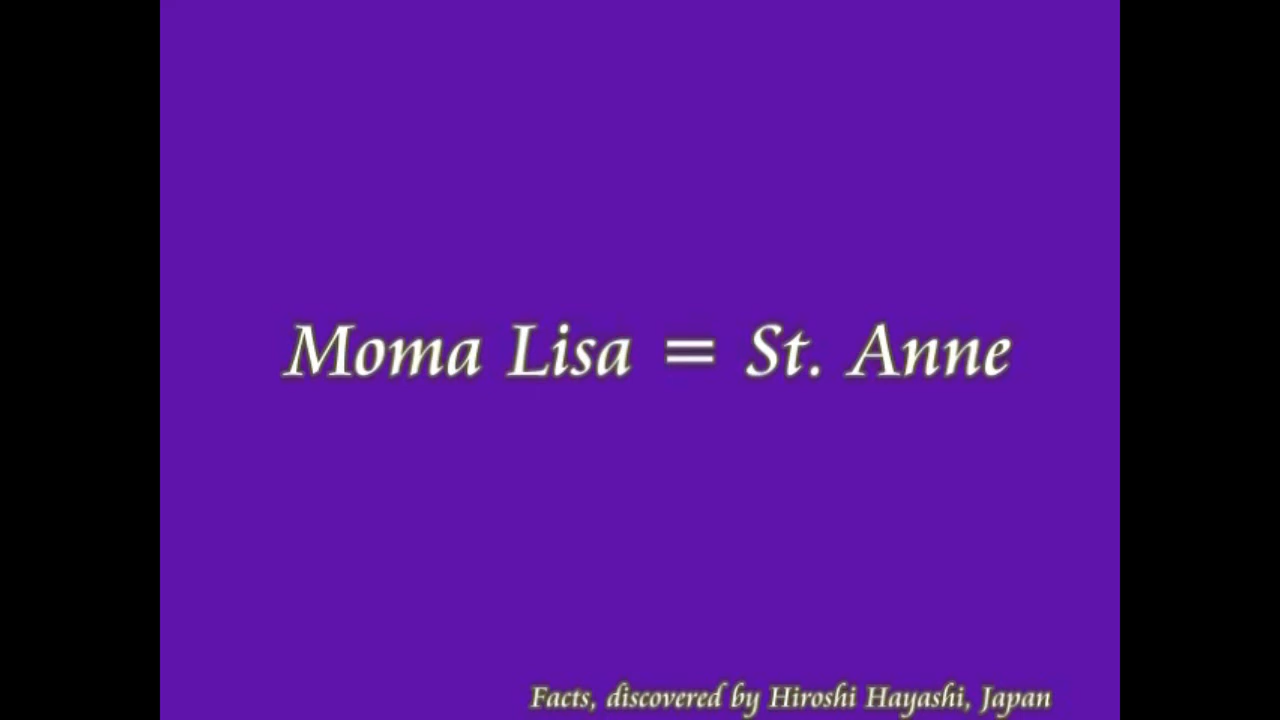 Moma Lisa = St. Anne
Facts, discovered by Hiroshi Hayashi, Japan